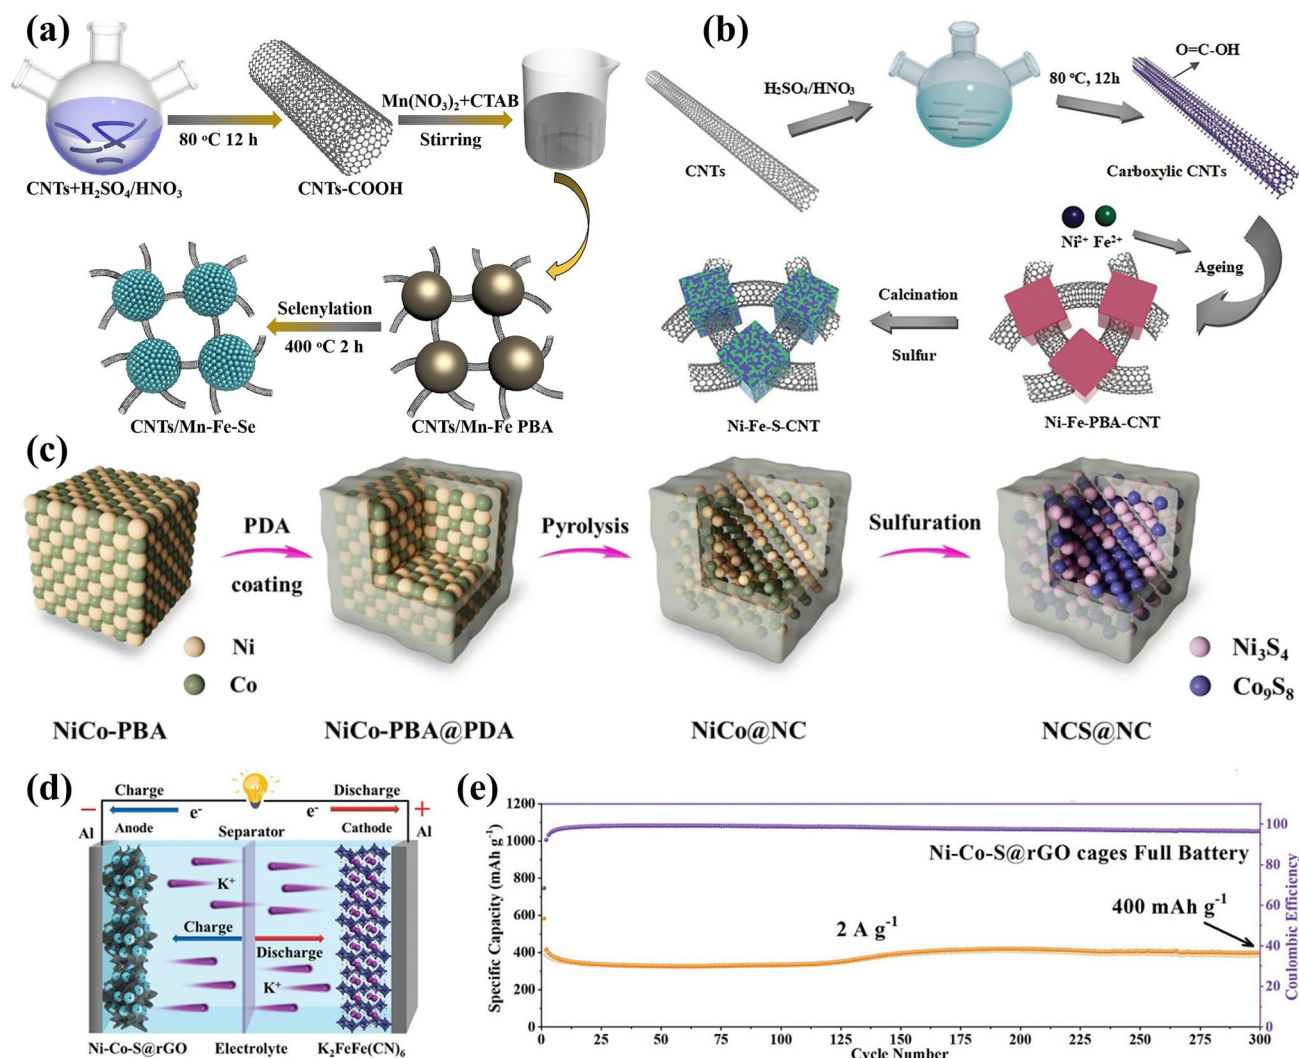 (a)
CNTs+H₂SO₄/HNO₃
80 °C 12 h
CNTs-COOH
Mn(NO₃)₂+CTAB
Stirring
Selenylation
400 °C 2 h
CNTs/Mn-Fe-Se
CNTs/Mn-Fe PBA
(b)
CNTs
H₂SO₄/HNO₃
80 °C, 12h
O=C-OH
Carboxylic CNTs
Ni²⁺ Fe²⁺
Ageing
Calcination
Sulfur
Ni-Fe-S-CNT
Ni-Fe-PBA-CNT
(c)
PDA
coating
Pyrolysis
Sulfuration
Ni
Co
Ni₃S₄
Co₉S₈
NiCo-PBA
NiCo-PBA@PDA
NiCo@NC
NCS@NC
(d)
Charge
Discharge
− e⁻ e⁻ +
Al Anode Separator Cathode Al
K⁺
Charge
Discharge
K⁺
Ni-Co-S@rGO Electrolyte K₂FeFe(CN)₆
(e)
Specific Capacity (mAh g⁻¹)
1200
1000
800
600
400
200
0
Ni-Co-S@rGO cages Full Battery
400 mAh g⁻¹
2 A g⁻¹
100
80
60
40
20
0
Coulombic Efficiency
0 25 50 75 100 125 150 175 200 225 250 275 300
Cycle Number